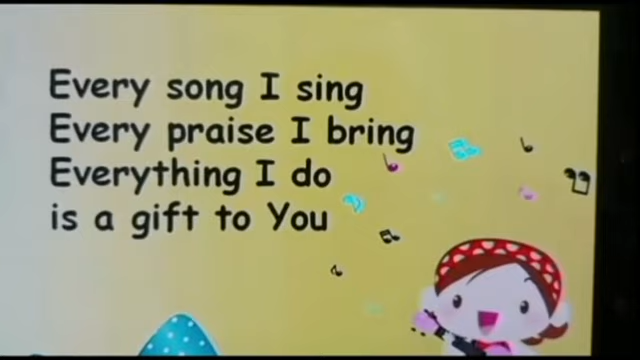 Every song I sing
Every praise I bring
Everything I do
is a gift to You